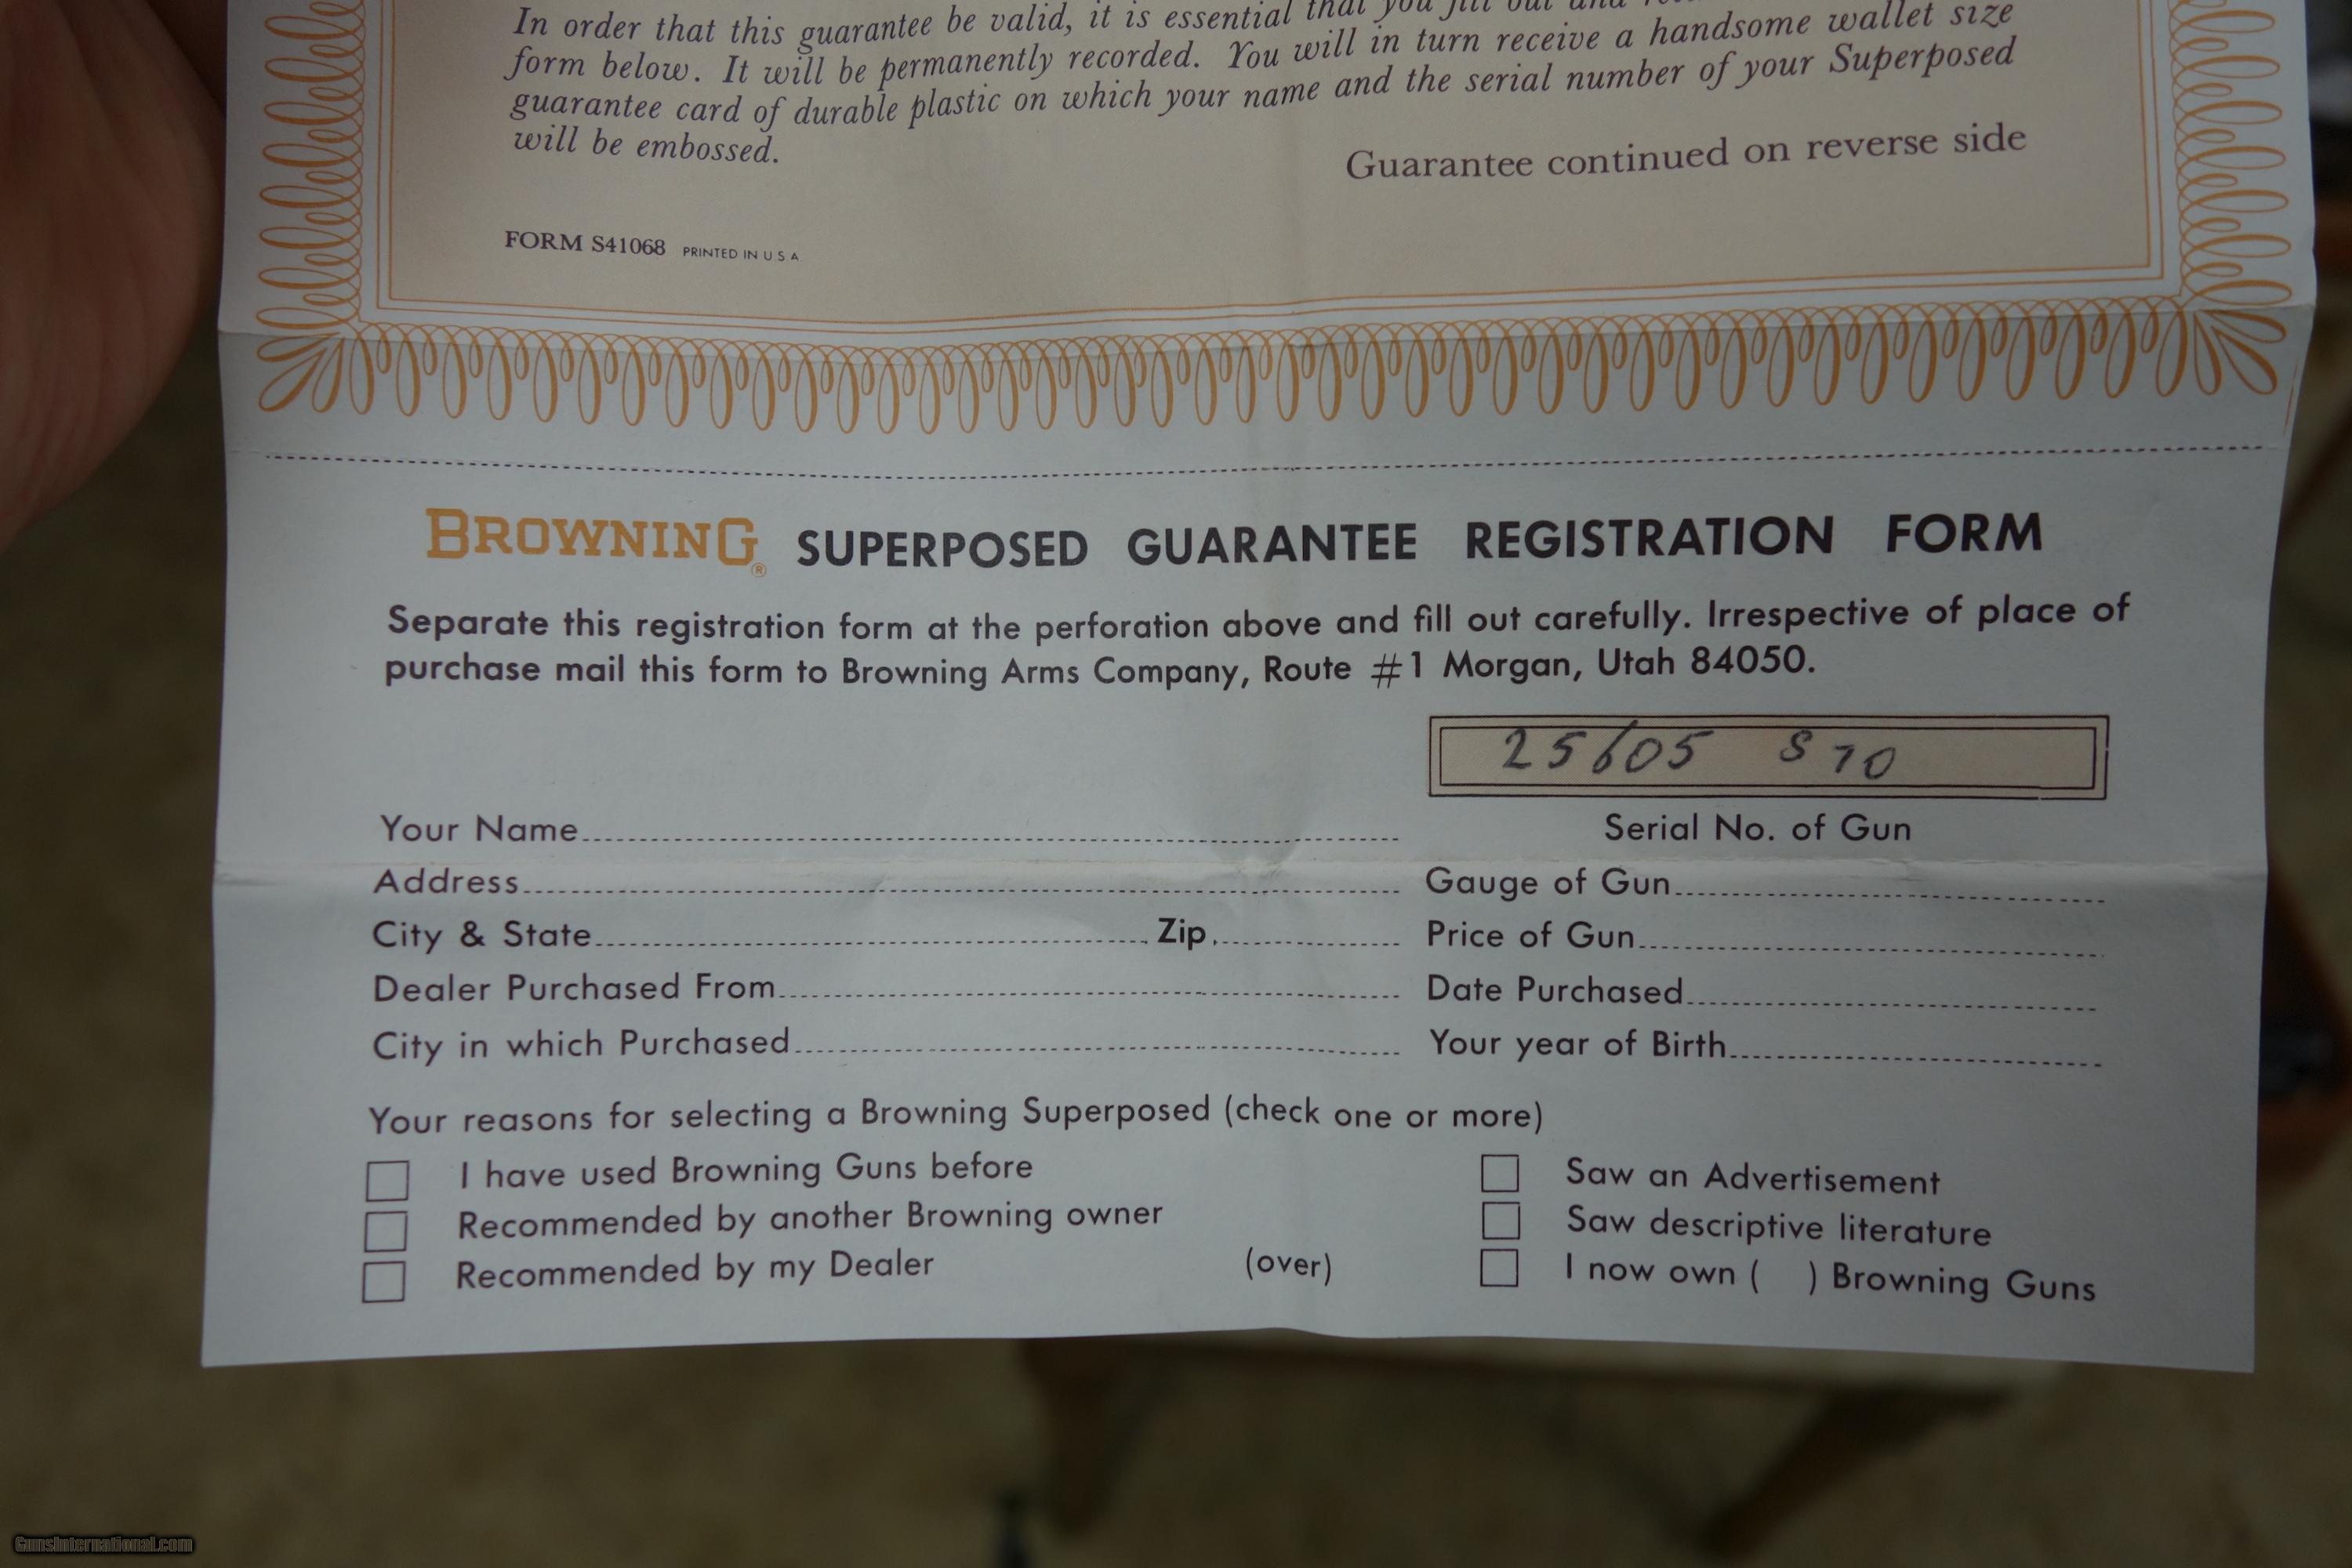 In order that this guarantee be valid, it is essential that you fill out and
form below. It will be permanently recorded. You will in turn receive a handsome wallet size
guarantee card of durable plastic on which your name and the serial number of your Superposed
will be embossed.
Guarantee continued on reverse side
FORM S41068 PRINTED IN U.S.A
BROWNING® SUPERPOSED GUARANTEE REGISTRATION FORM
Separate this registration form at the perforation above and fill out carefully. Irrespective of place of
purchase mail this form to Browning Arms Company, Route #1 Morgan, Utah 84050.
25605 S70
Your Name
Serial No. of Gun
Address
Gauge of Gun
City & State Zip
Price of Gun
Dealer Purchased From
Date Purchased
City in which Purchased
Your year of Birth
Your reasons for selecting a Browning Superposed (check one or more)
I have used Browning Guns before
Saw an Advertisement
Recommended by another Browning owner
Saw descriptive literature
Recommended by my Dealer
(over)
I now own ( ) Browning Guns
GunsInternational.com